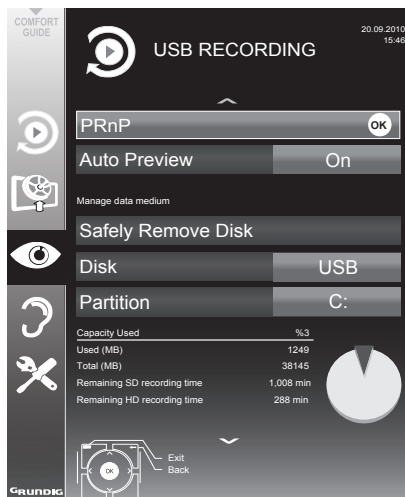 COMFORT
GUIDE
USB RECORDING
20.09.2010
15:46
PRnP OK
Auto Preview On
Manage data medium
Safely Remove Disk
Disk USB
Partition C:
Capacity Used %3
Used (MB) 1249
Total (MB) 38145
Remaining SD recording time 1,008 min
Remaining HD recording time 288 min
OK
Exit
Back
GRUNDIG